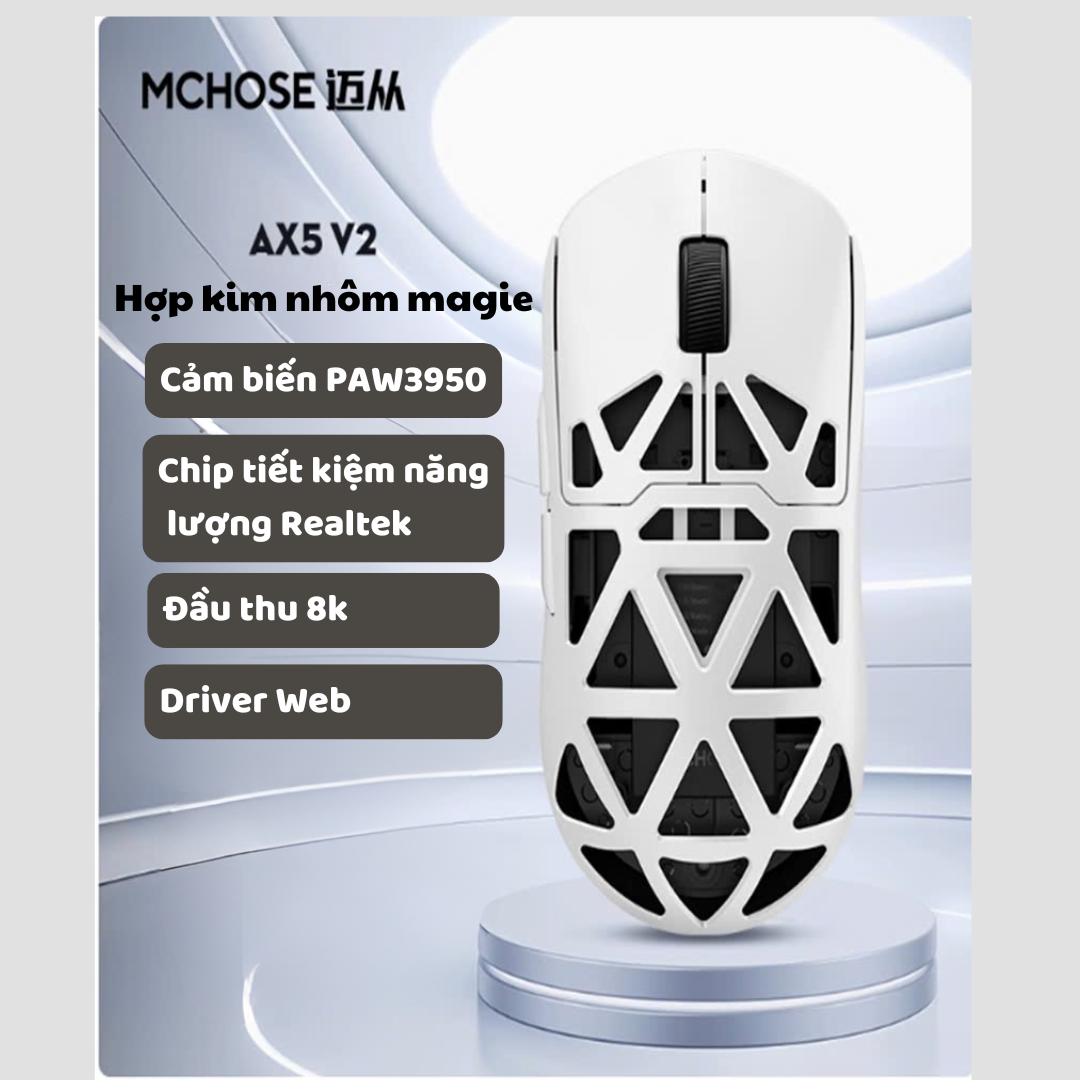 MCHOSE 迈从
AX5 V2
Hợp kim nhôm magie
Cảm biến PAW3950
Chip tiết kiệm năng
lượng Realtek
Đầu thu 8k
Driver Web